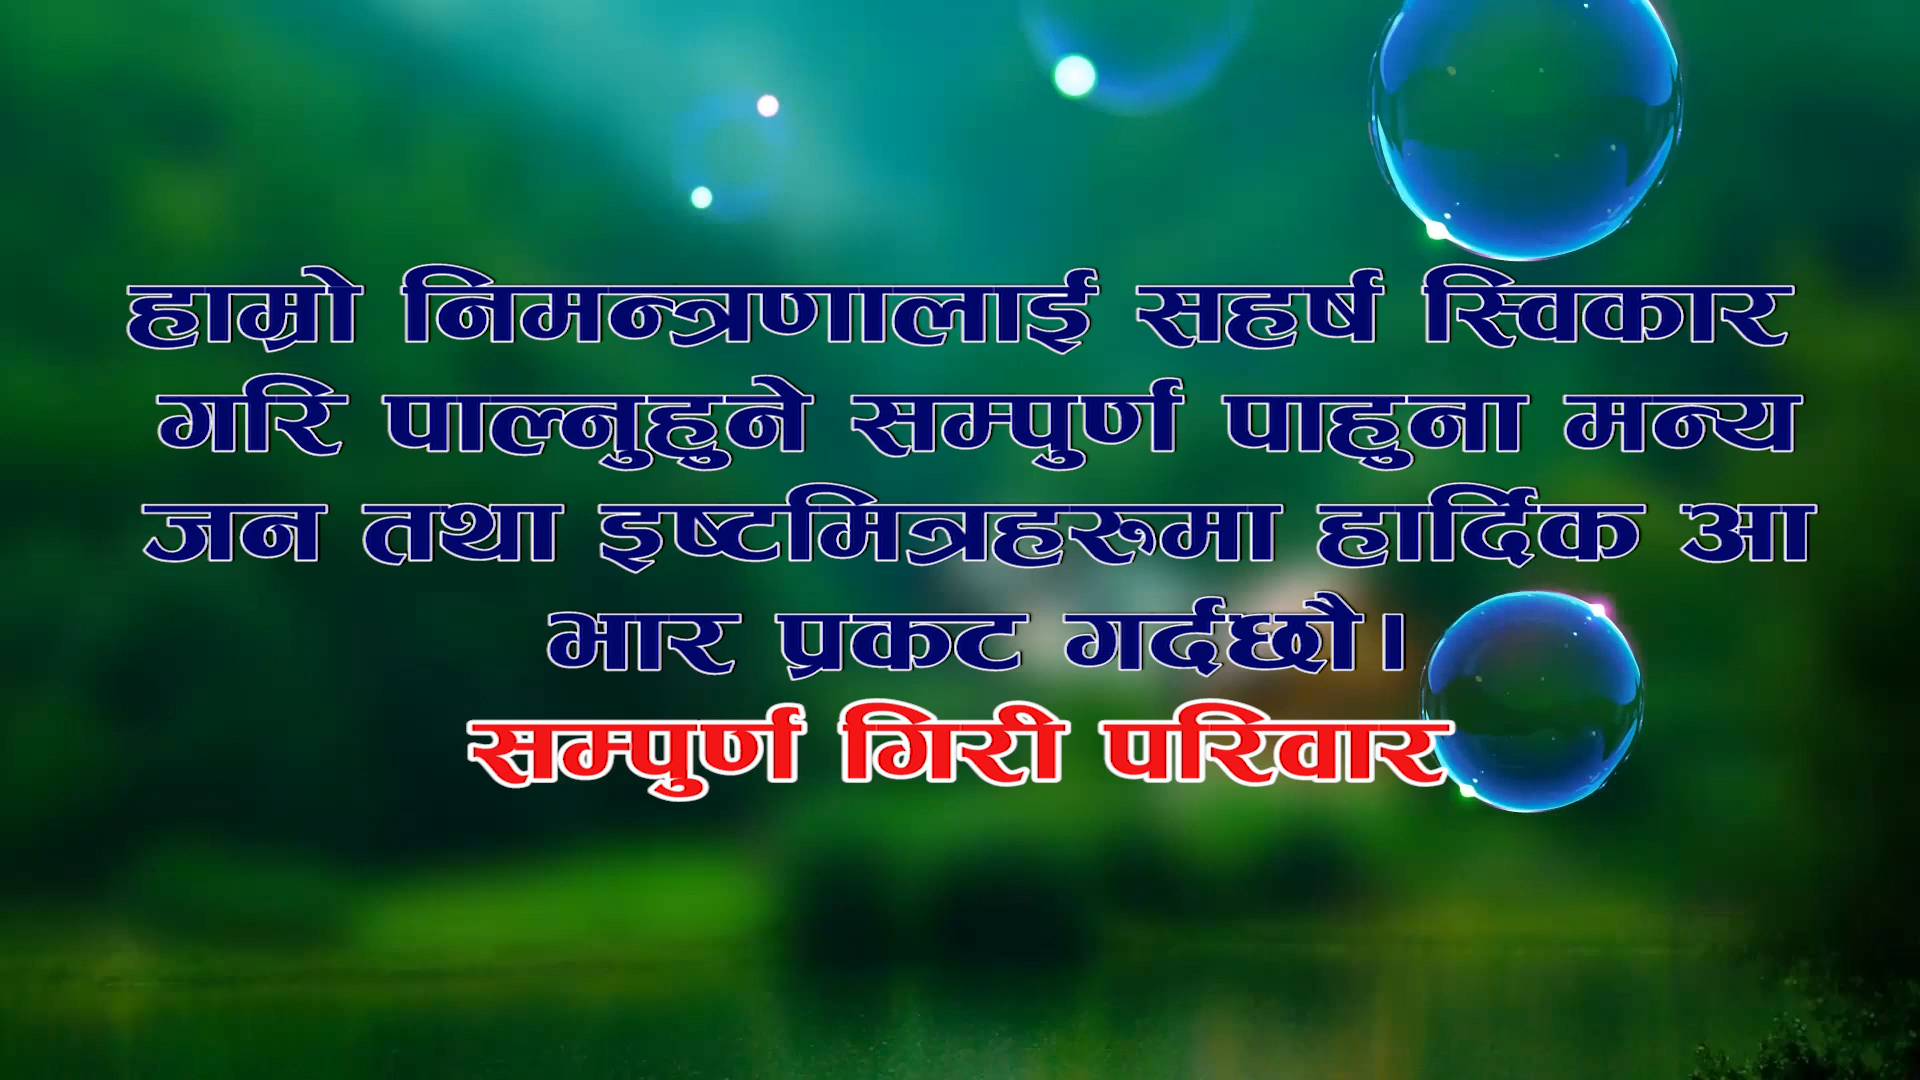 हाम्रो निमन्त्रणालाई सहर्ष स्विकार
गरि पाल्नुहुने सम्पुर्ण पाहुना मन्य
जन तथा इष्टमित्रहरुमा हार्दिक आ
भार प्रकट गर्दछौ।
सम्पुर्ण गिरी परिवार